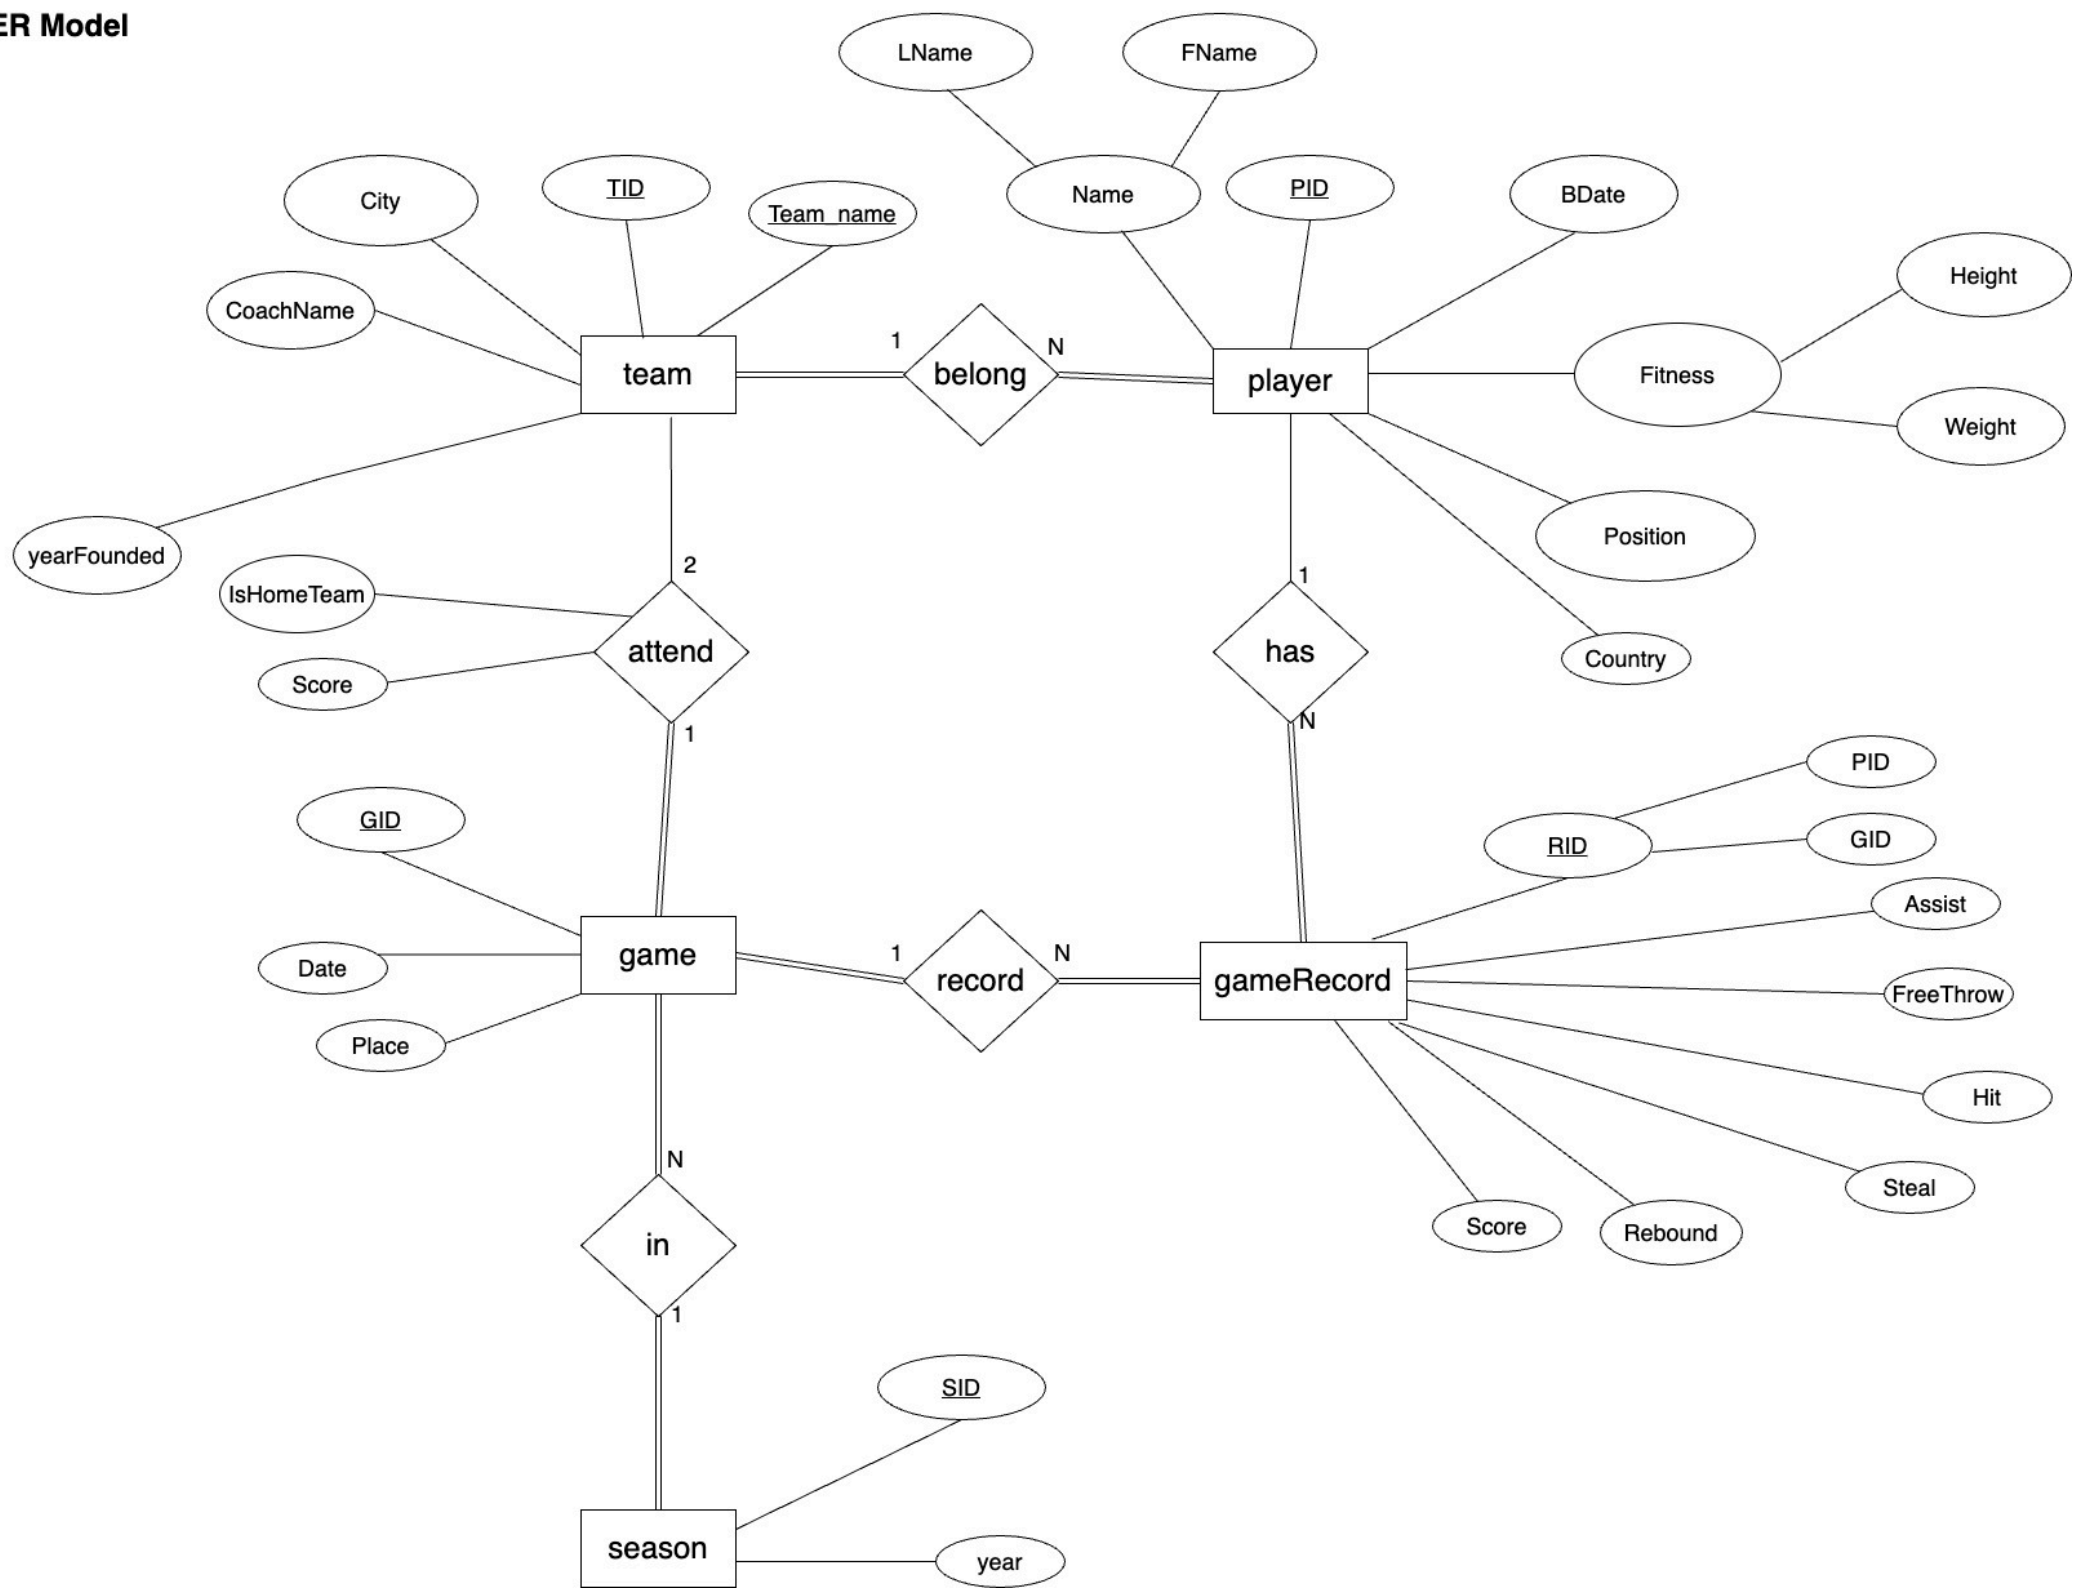 ER Model
LName
FName
City
TID
Team_name
Name
PID
BDate
Height
CoachName
team
1
belong
N
player
Fitness
Weight
yearFounded
2
1
Position
IsHomeTeam
attend
Score
has
Country
1
N
PID
GID
RID
GID
Assist
game
1
record
N
gameRecord
FreeThrow
Date
Place
Hit
N
Steal
in
Score
Rebound
1
SID
season
year